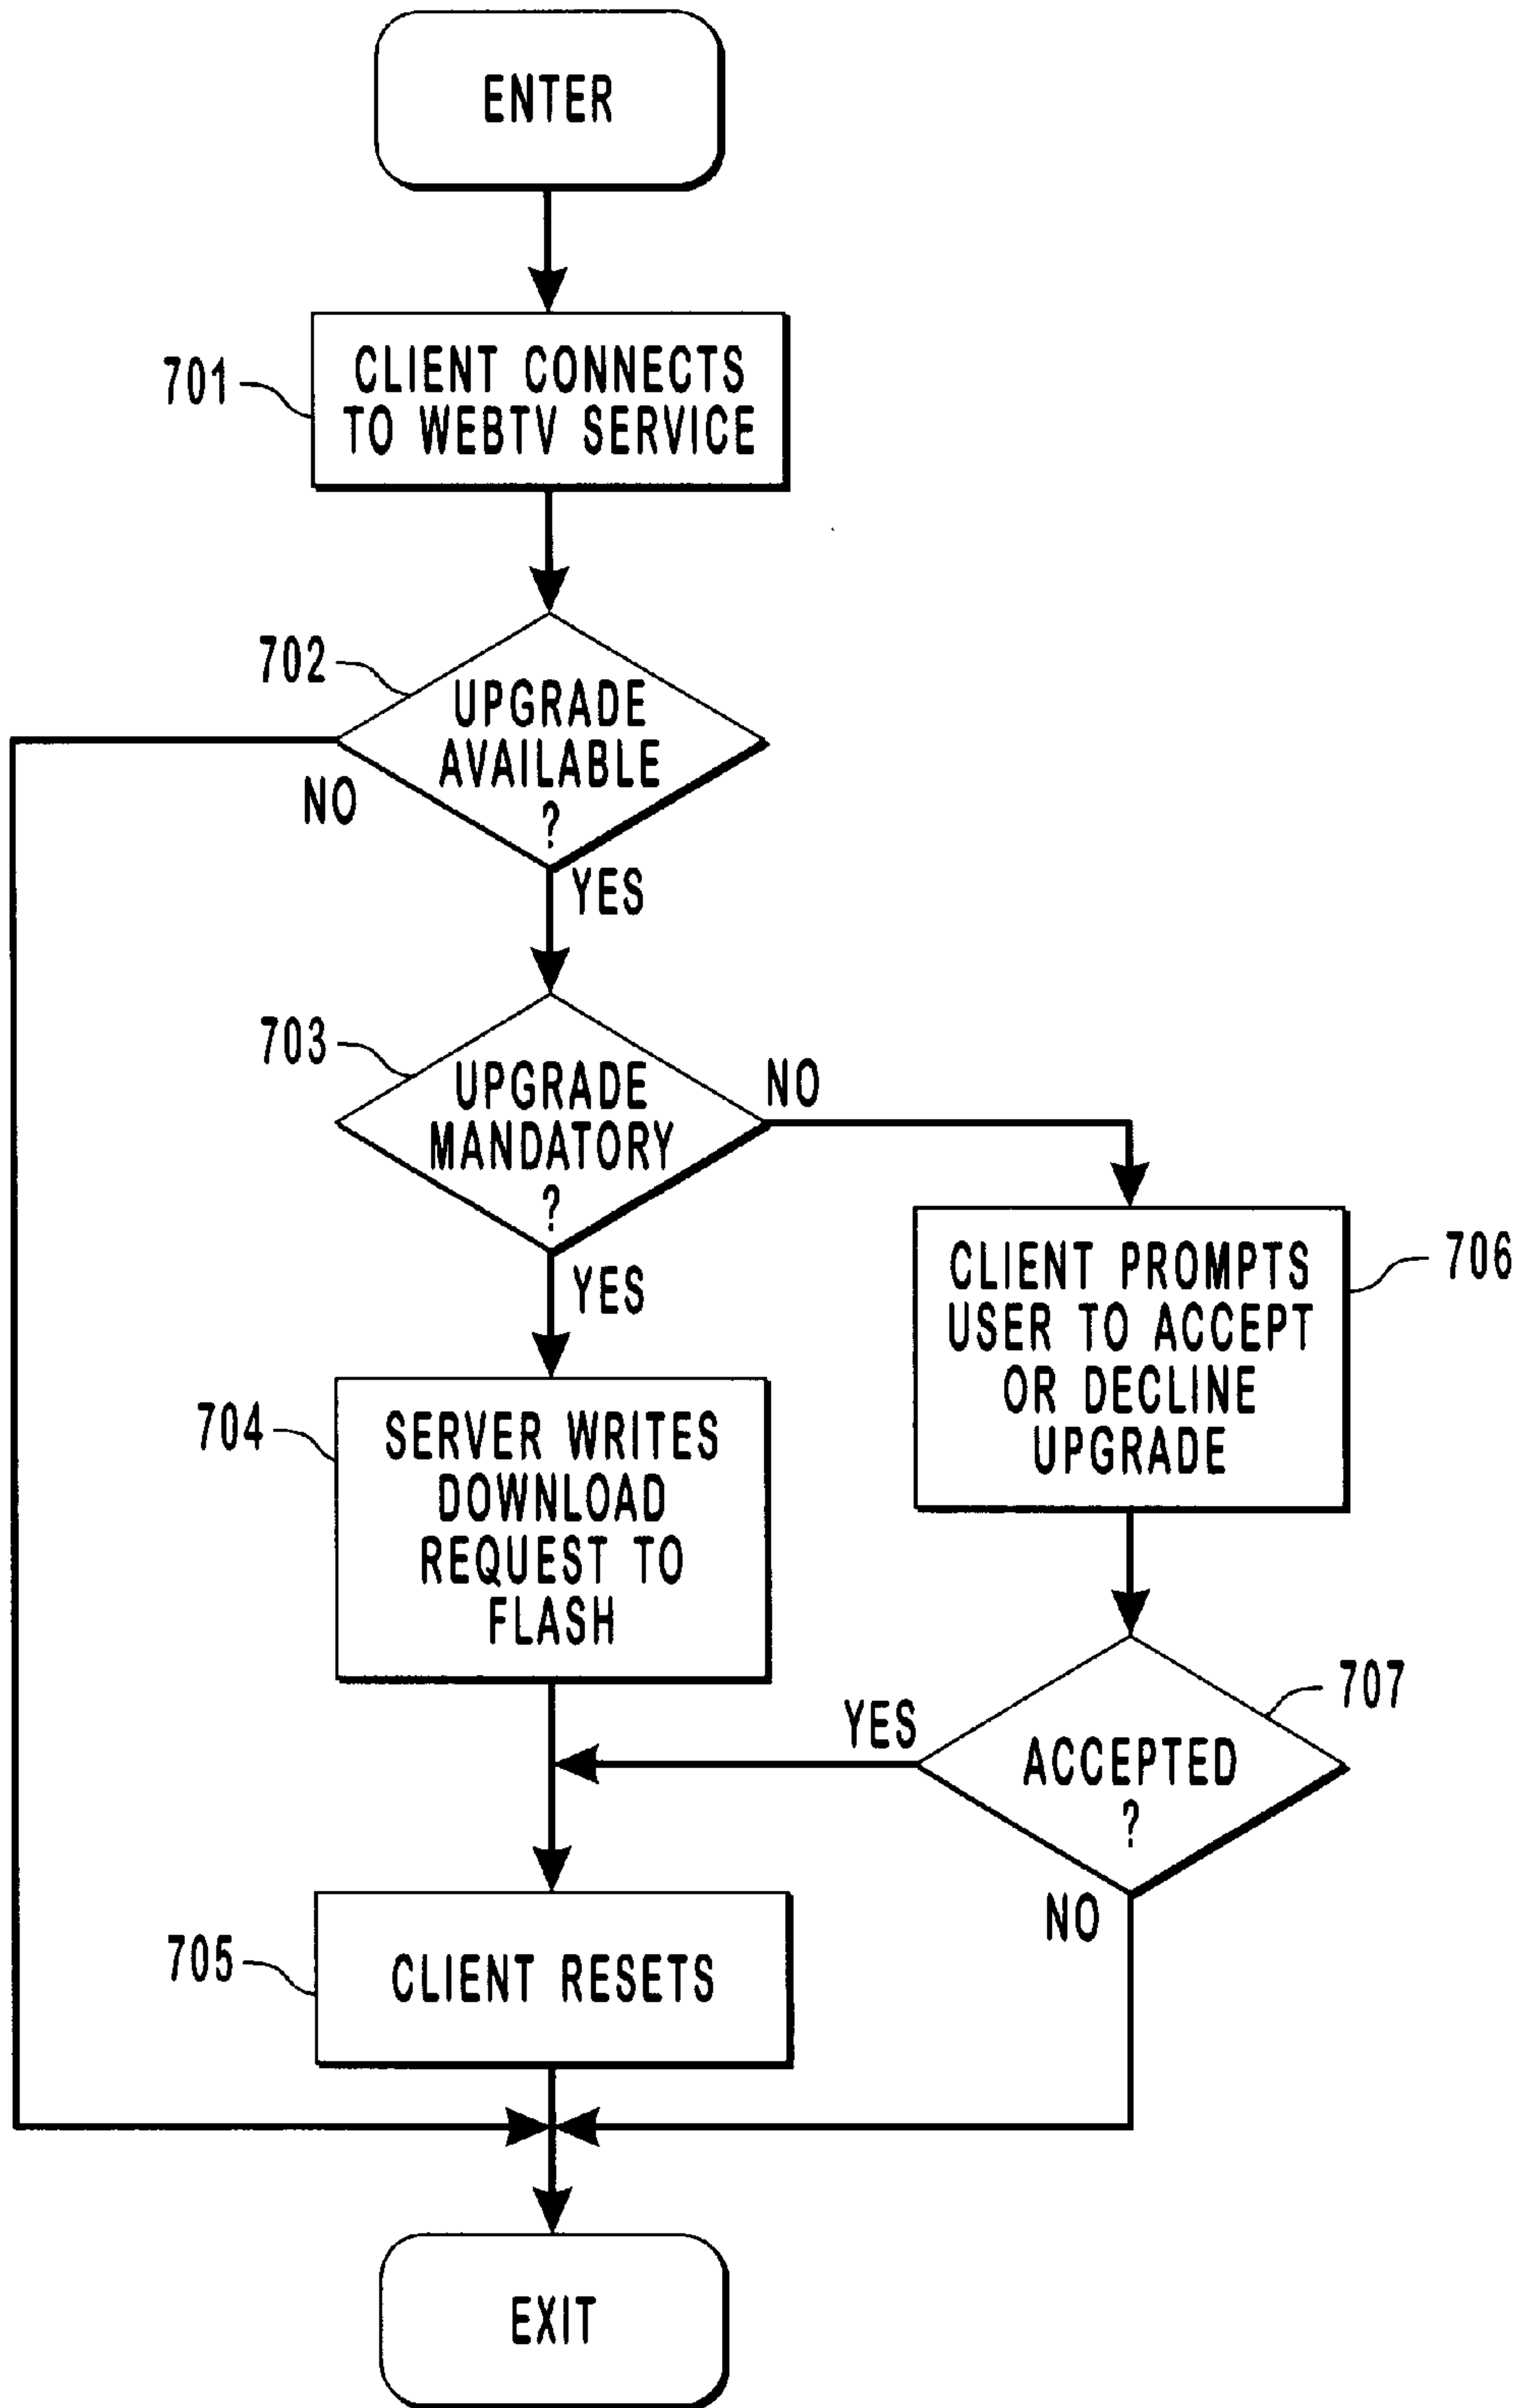 ENTER
701
CLIENT CONNECTS
TO WEBTV SERVICE
702
UPGRADE
AVAILABLE
?
NO
YES
703
UPGRADE
MANDATORY
?
NO
YES
706
CLIENT PROMPTS
USER TO ACCEPT
OR DECLINE
UPGRADE
704
SERVER WRITES
DOWNLOAD
REQUEST TO
FLASH
707
YES
ACCEPTED
?
NO
705
CLIENT RESETS
EXIT